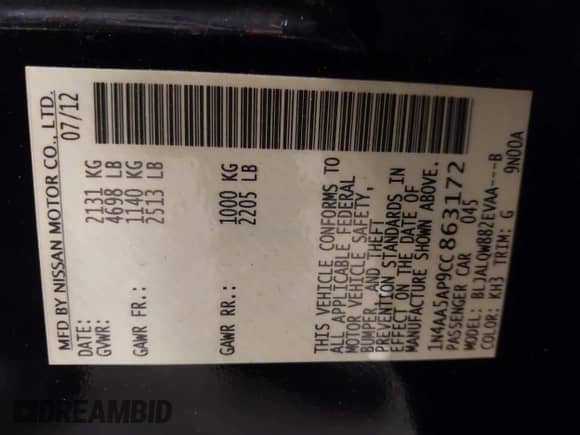 MFD BY NISSAN MOTOR CO., LTD.
DATE: 07/12
GVWR: 2131 KG
4698 LB
GAWR FR.: 1140 KG
2513 LB
GAWR RR.: 1000 KG
2205 LB
THIS VEHICLE CONFORMS TO
ALL APPLICABLE FEDERAL
MOTOR VEHICLE SAFETY,
BUMPER, AND THEFT
PREVENTION STANDARDS IN
EFFECT ON THE DATE OF
MANUFACTURE SHOWN ABOVE.
1N4AA5AP9CC863172
PASSENGER CAR 045
MODEL: BLJALQW882EVAA---B
COLOR: KH3 TRIM: G 9N00A
DREAMBID